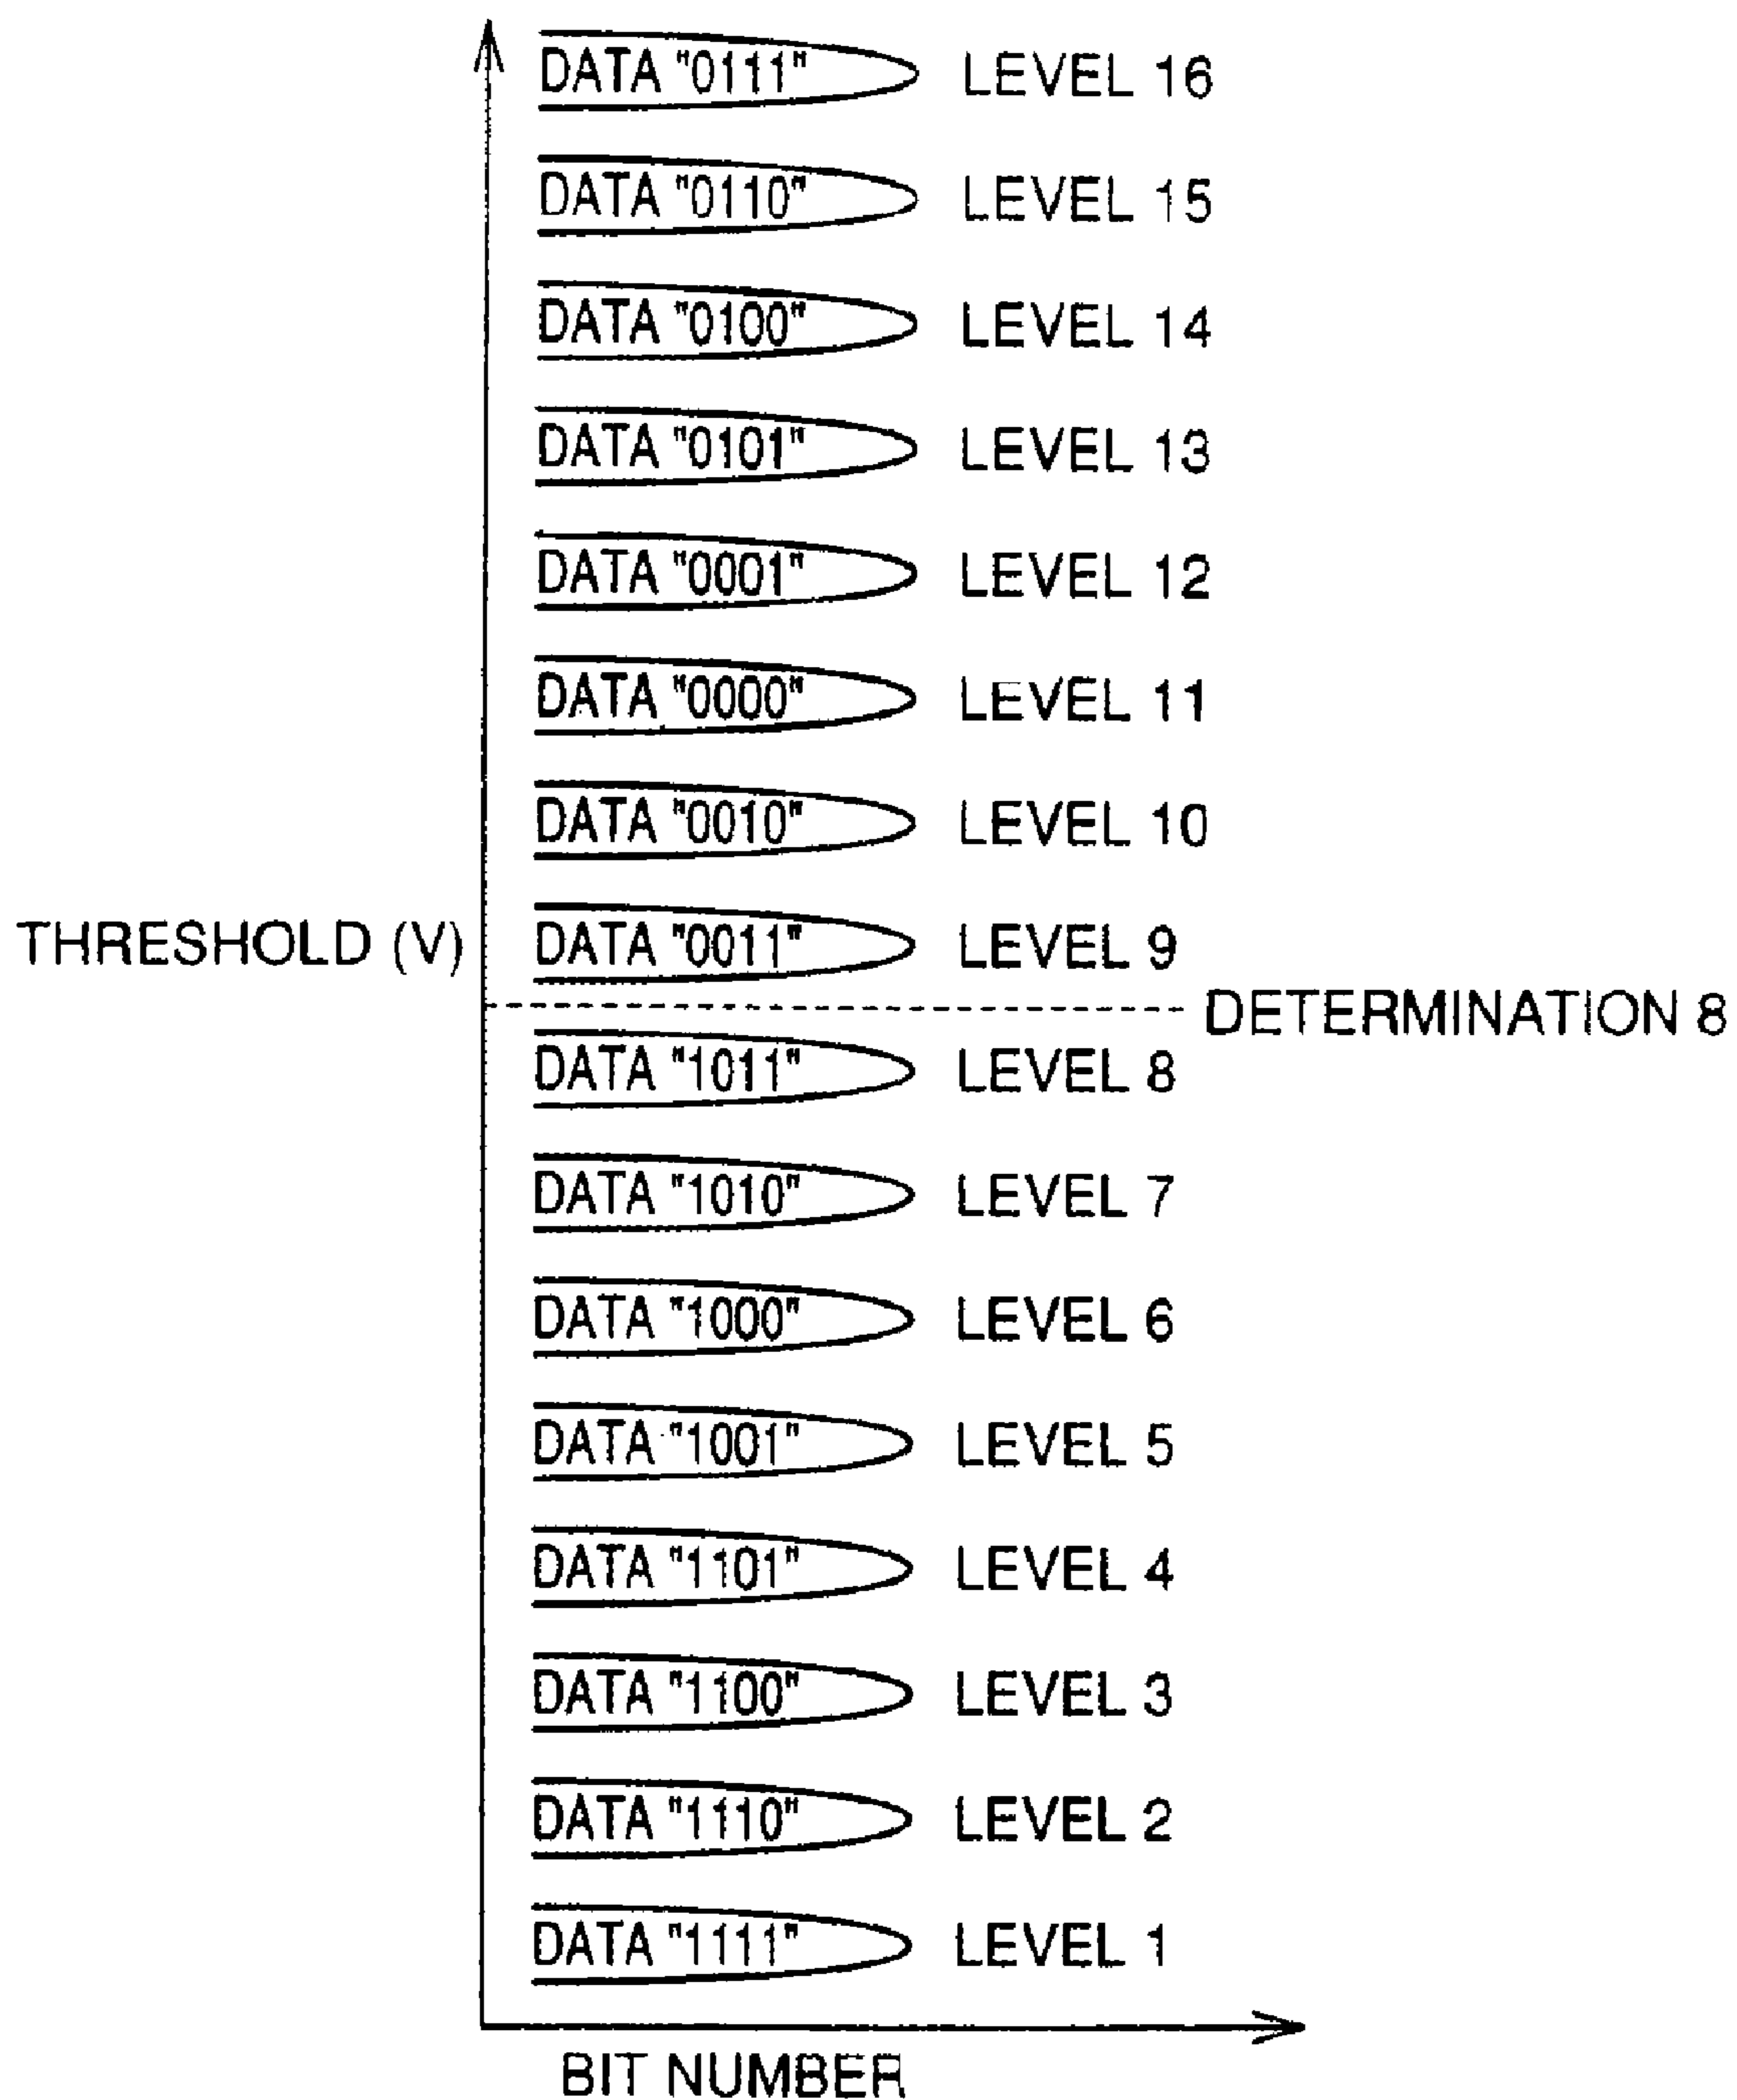 DATA "0111" LEVEL 16
DATA "0110" LEVEL 15
DATA "0100" LEVEL 14
DATA "0101" LEVEL 13
DATA "0001" LEVEL 12
DATA "0000" LEVEL 11
DATA "0010" LEVEL 10
THRESHOLD (V) DATA "0011" LEVEL 9
DETERMINATION 8
DATA "1011" LEVEL 8
DATA "1010" LEVEL 7
DATA "1000" LEVEL 6
DATA "1001" LEVEL 5
DATA "1101" LEVEL 4
DATA "1100" LEVEL 3
DATA "1110" LEVEL 2
DATA "1111" LEVEL 1
BIT NUMBER